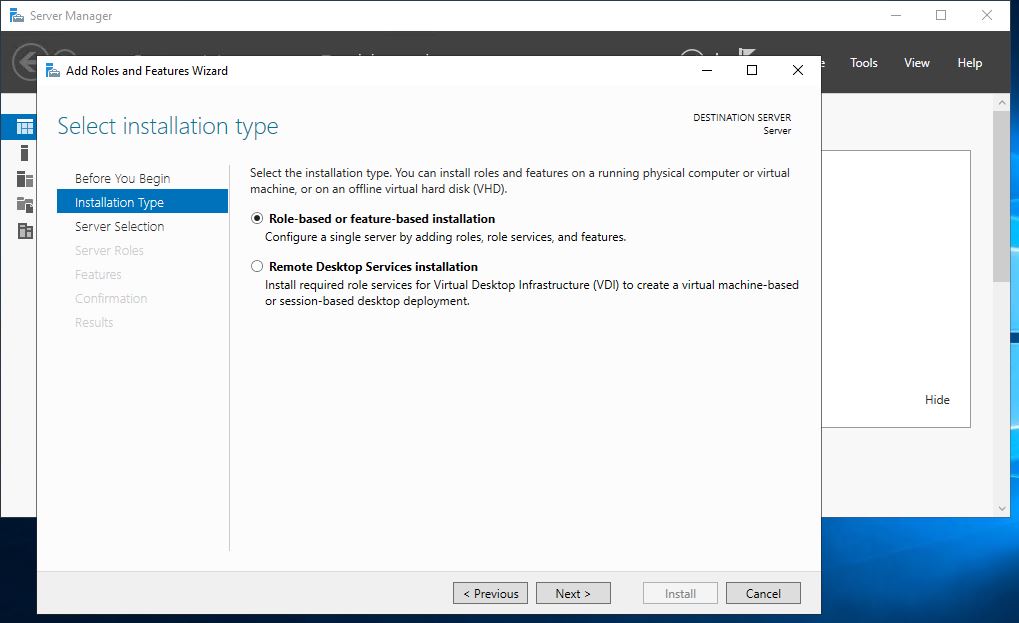 Server Manager
Tools
View
Help
Add Roles and Features Wizard
Select installation type
DESTINATION SERVER
Server
Before You Begin
Installation Type
Server Selection
Server Roles
Features
Confirmation
Results
Select the installation type. You can install roles and features on a running physical computer or virtual
machine, or on an offline virtual hard disk (VHD).
Role-based or feature-based installation
Configure a single server by adding roles, role services, and features.
Remote Desktop Services installation
Install required role services for Virtual Desktop Infrastructure (VDI) to create a virtual machine-based
or session-based desktop deployment.
Hide
< Previous
Next >
Install
Cancel